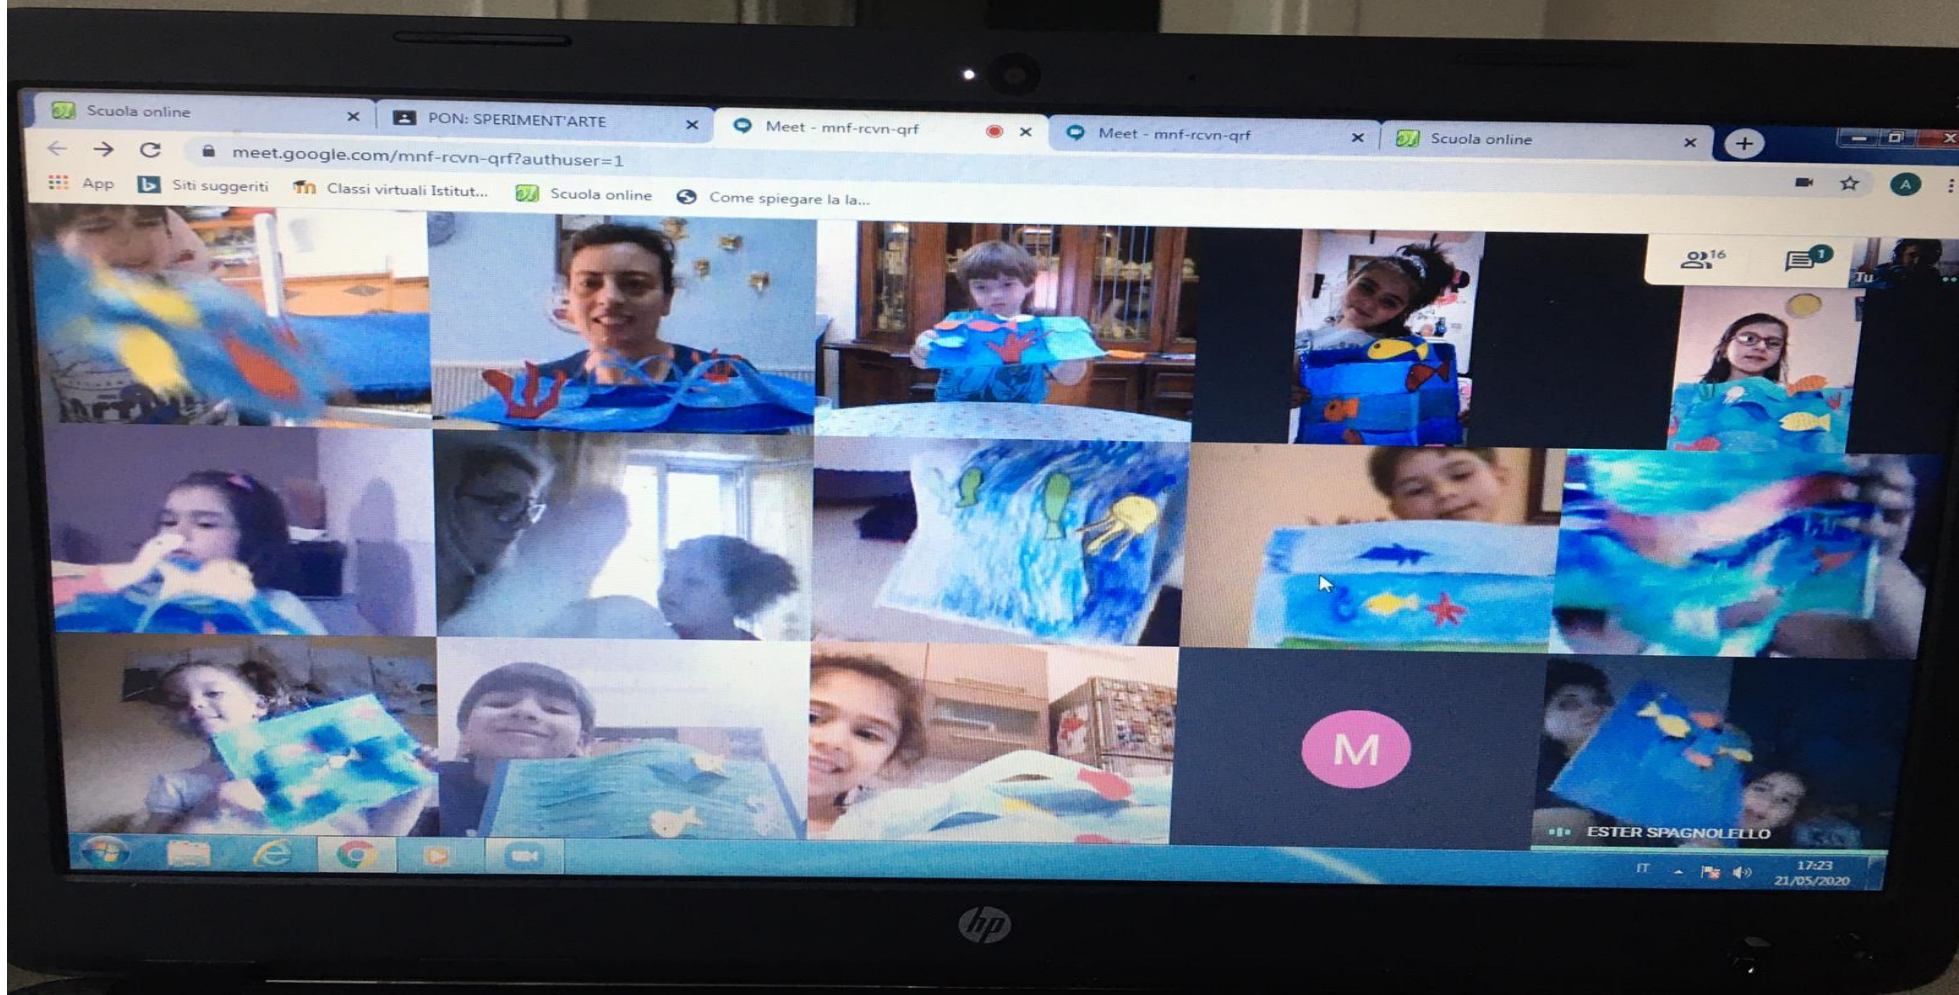 Scuola online
PON: SPERIMENT'ARTE
Meet - mnf-rcvn-qrf
Meet - mnf-rcvn-qrf
Scuola online
meet.google.com/mnf-rcvn-qrf?authuser=1
A
App
Siti suggeriti
Classi virtuali Istitut...
Scuola online
Come spiegare la la...
16
1
Tu
M
ESTER SPAGNOLELLO
IT
17:23
21/05/2020
hp